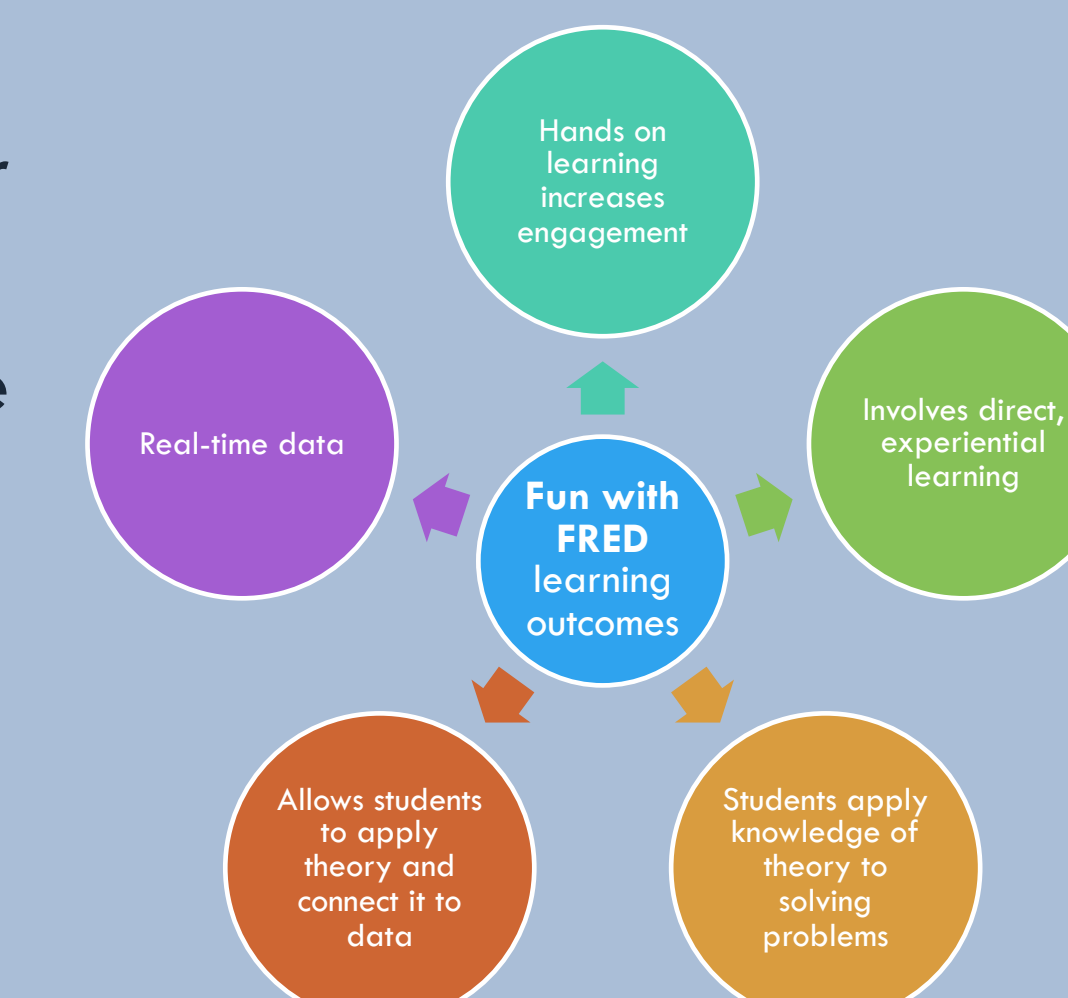 Hands on
learning
increases
engagement
Involves direct,
experiential
learning
Students apply
knowledge of
theory to
solving
problems
Allows students
to apply
theory and
connect it to
data
Real-time data
Fun with
FRED
learning
outcomes